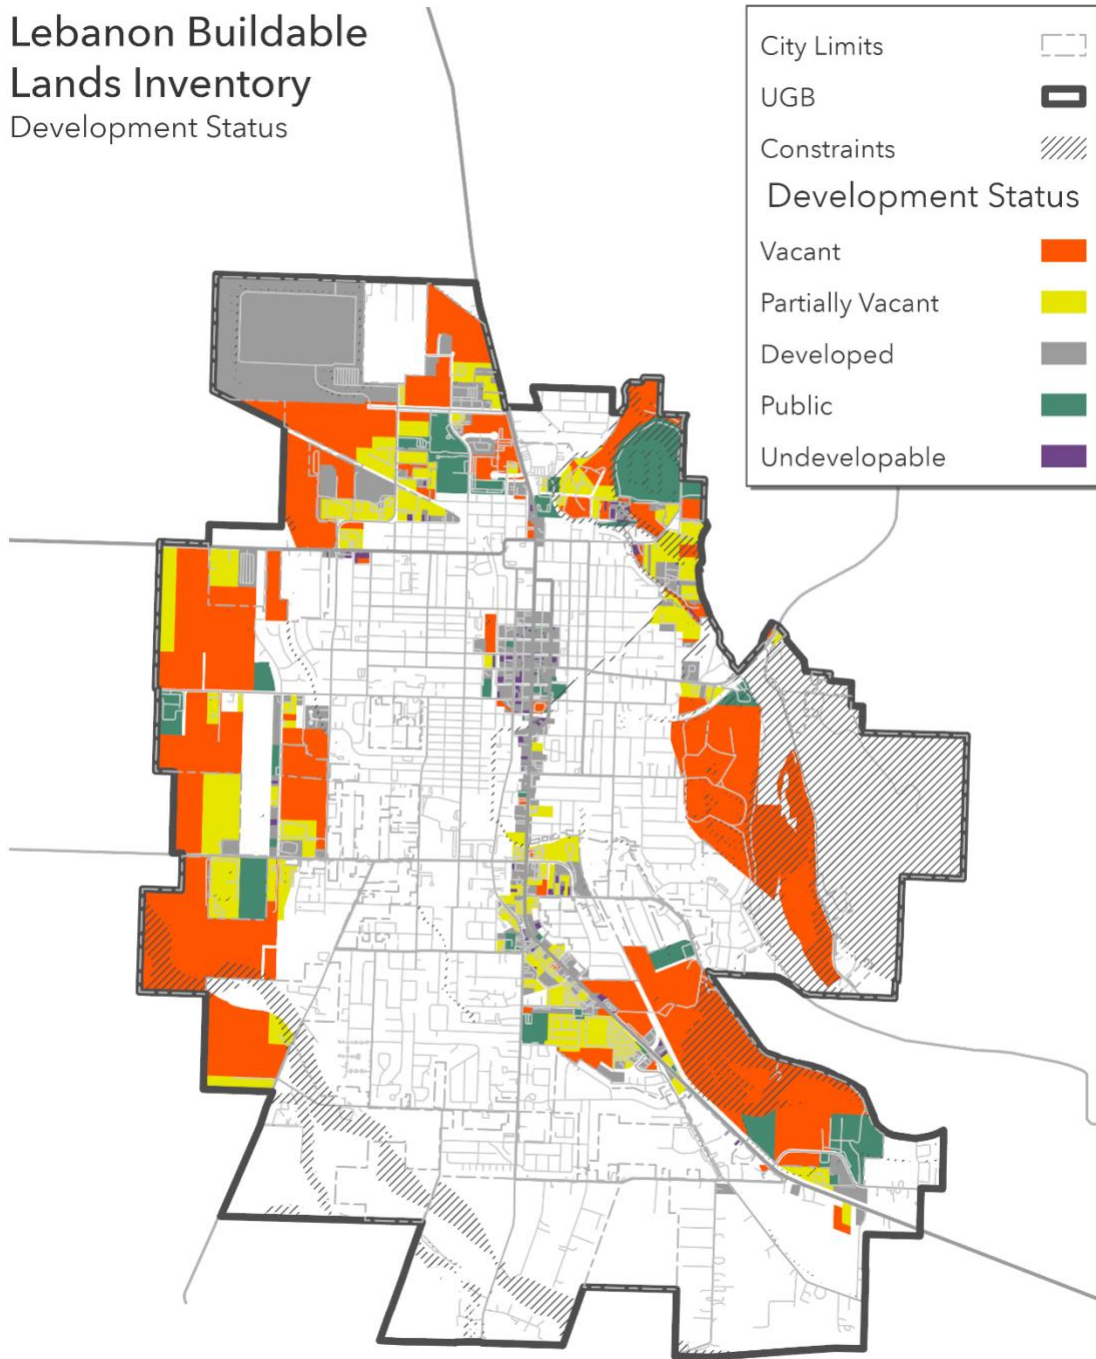 Lebanon Buildable
Lands Inventory
Development Status
City Limits
UGB
Constraints
Development Status
Vacant
Partially Vacant
Developed
Public
Undevelopable